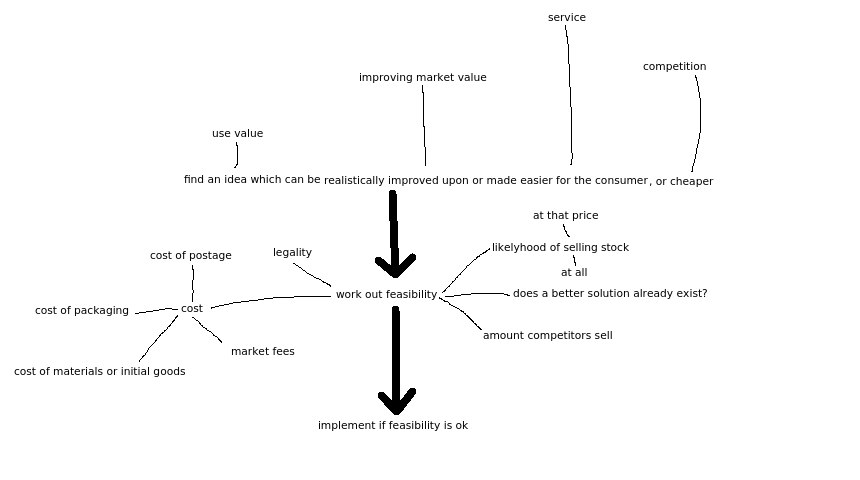 service
competition
improving market value
use value
find an idea which can be realistically improved upon or made easier for the consumer, or cheaper
at that price
likelyhood of selling stock
at all
cost of postage
legality
work out feasibility
does a better solution already exist?
cost of packaging
cost
amount competitors sell
market fees
cost of materials or initial goods
implement if feasibility is ok